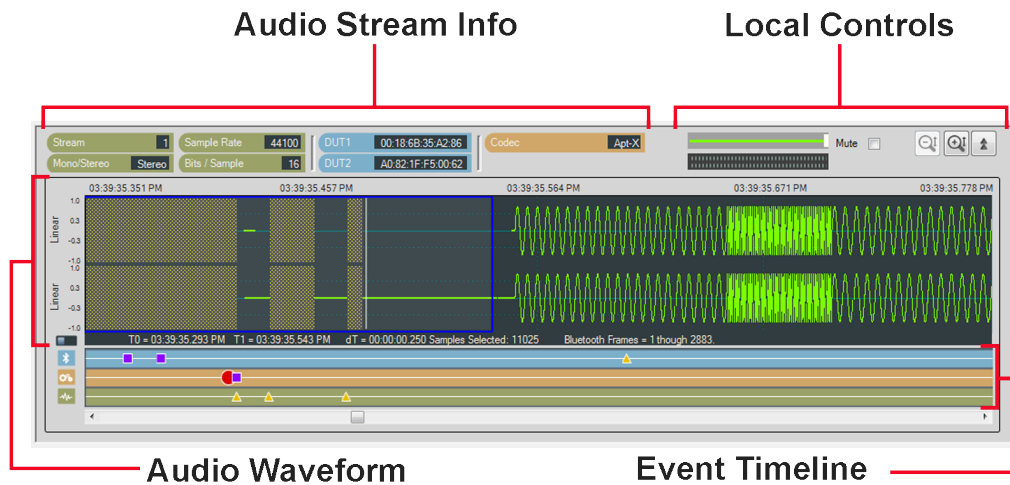 Audio Stream Info
Local Controls
Stream 1 Sample Rate 44100 DUT1 00:18:6B:35:A2:86 Codec Apt-X
Mute
Mono/Stereo Stereo Bits / Sample 16 DUT2 A0:82:1F:F5:00:62
03:39:35.351 PM 03:39:35.457 PM 03:39:35.564 PM 03:39:35.671 PM 03:39:35.778 PM
Linear
1.0
0.3
-0.3
-1.0
Linear
1.0
0.3
-0.3
-1.0
T0 = 03:39:35.293 PM T1 = 03:39:35.543 PM dT = 00:00:00.250 Samples Selected: 11025 Bluetooth Frames = 1 though 2883.
Audio Waveform
Event Timeline